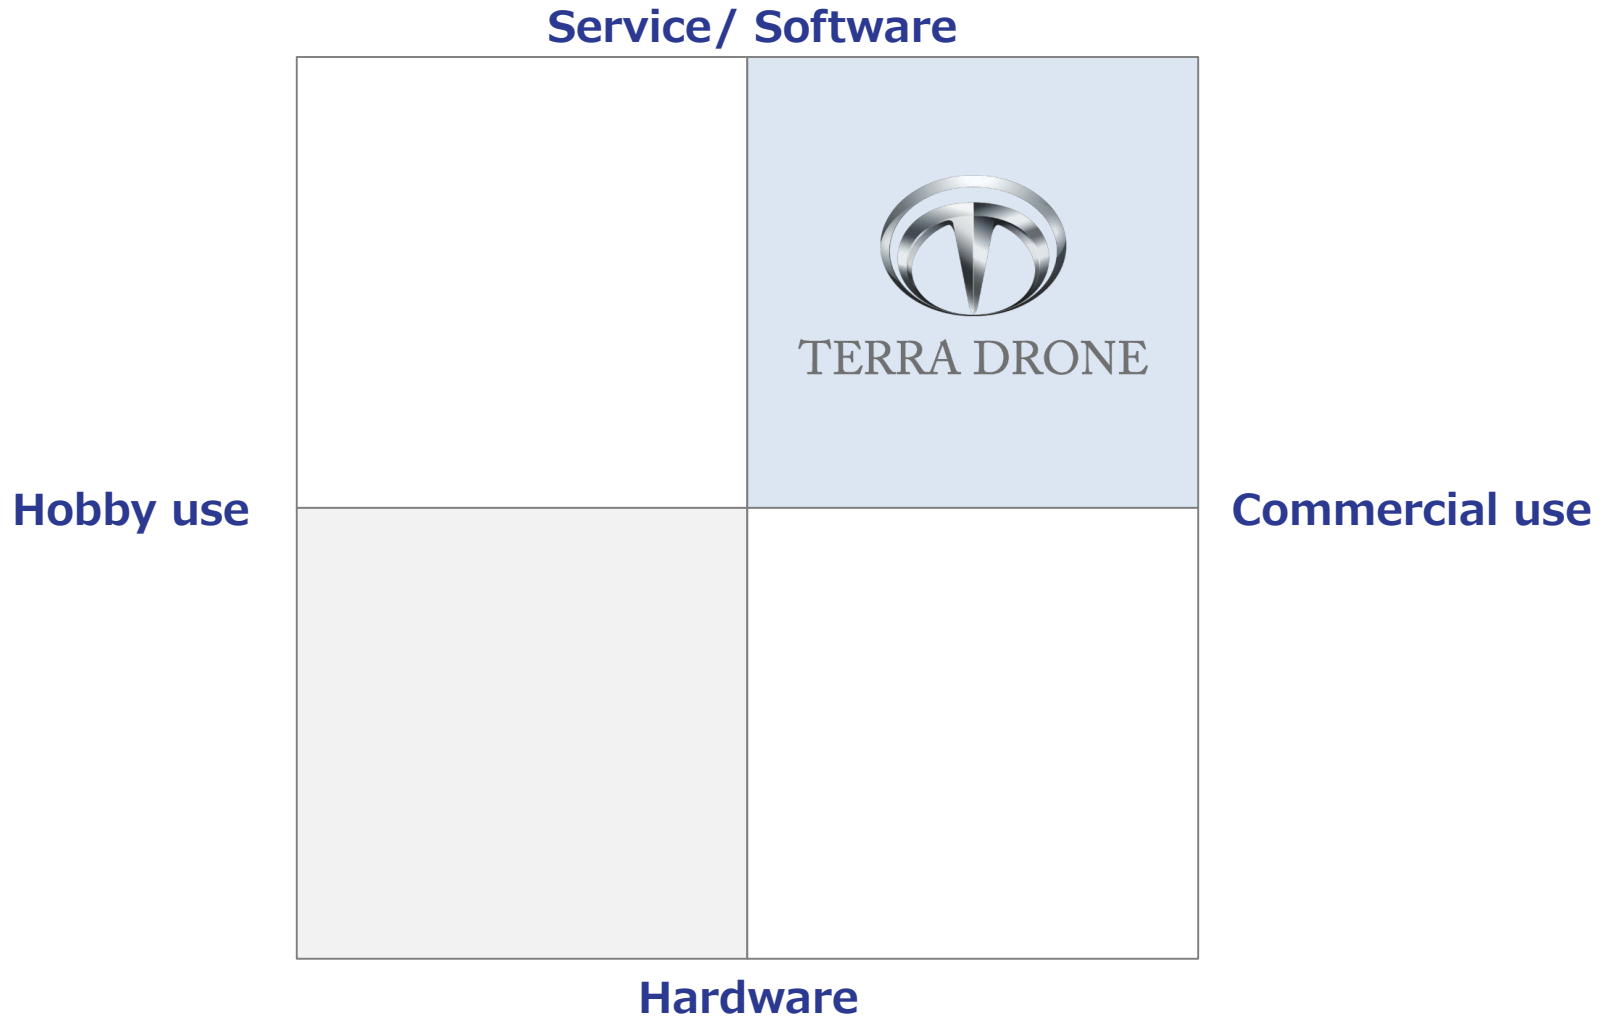 Service/ Software
TERRA DRONE
Hobby use
Commercial use
Hardware